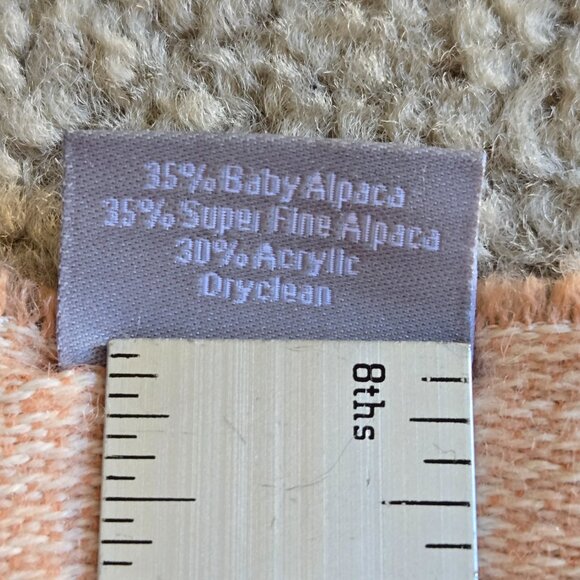 35% Baby Alpaca
35% Super Fine Alpaca
30% Acrylic
Dryclean
8ths